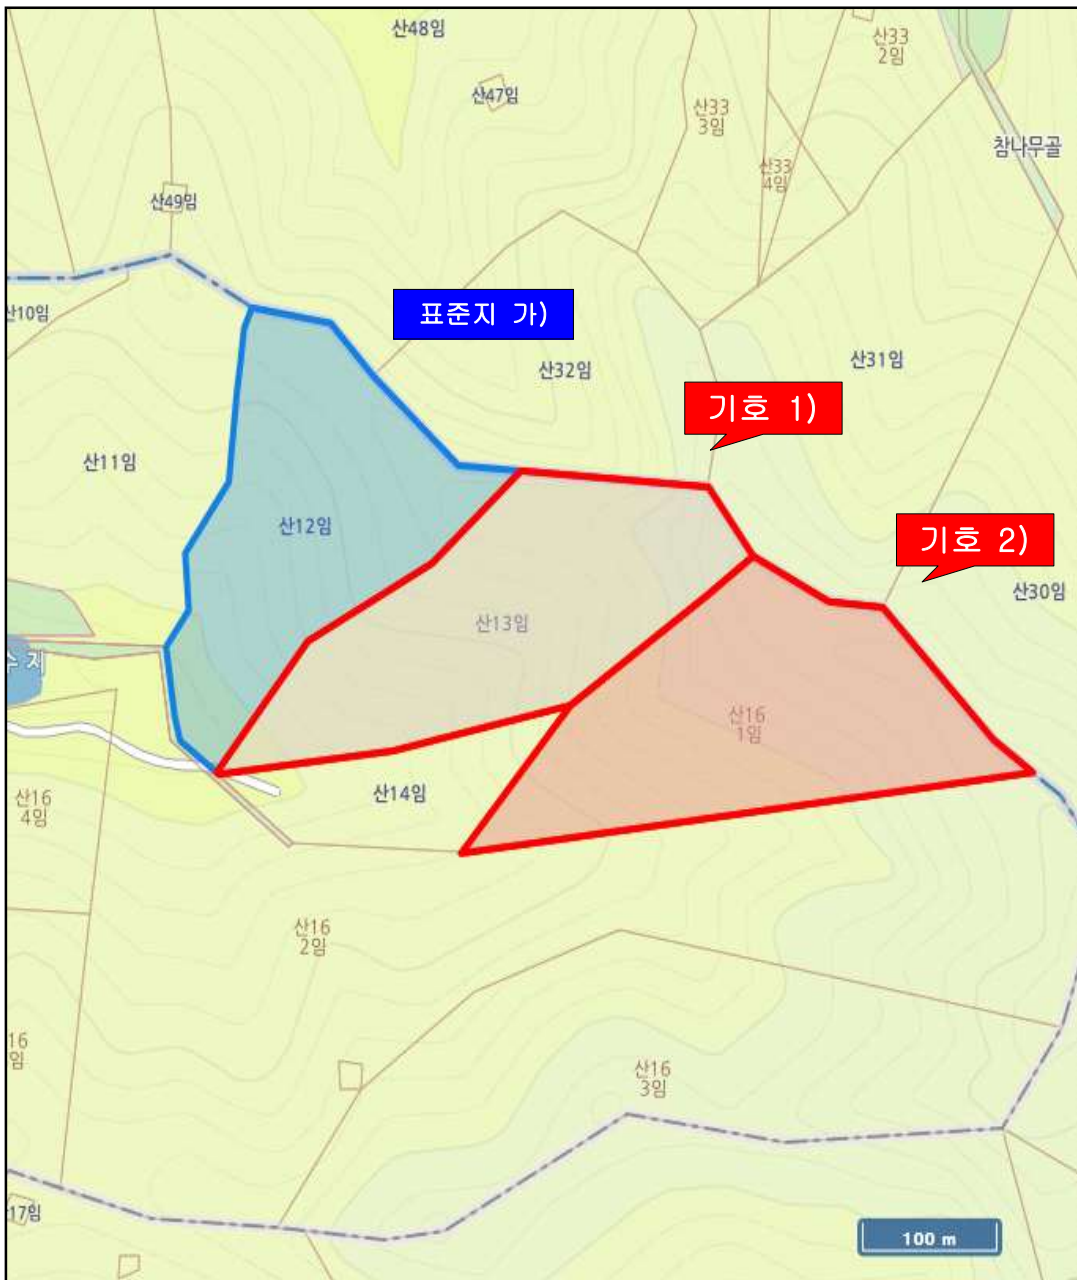 산48임
산33
2임
산47임
산33
3임
참나무골
산33
4임
산49임
산10임
표준지 가)
산32임
산31임
기호 1)
산11임
산12임
기호 2)
산30임
산13임
수 지
산16
1임
산14임
산16
4임
산16
2임
16
임
산16
3임
17임
100 m